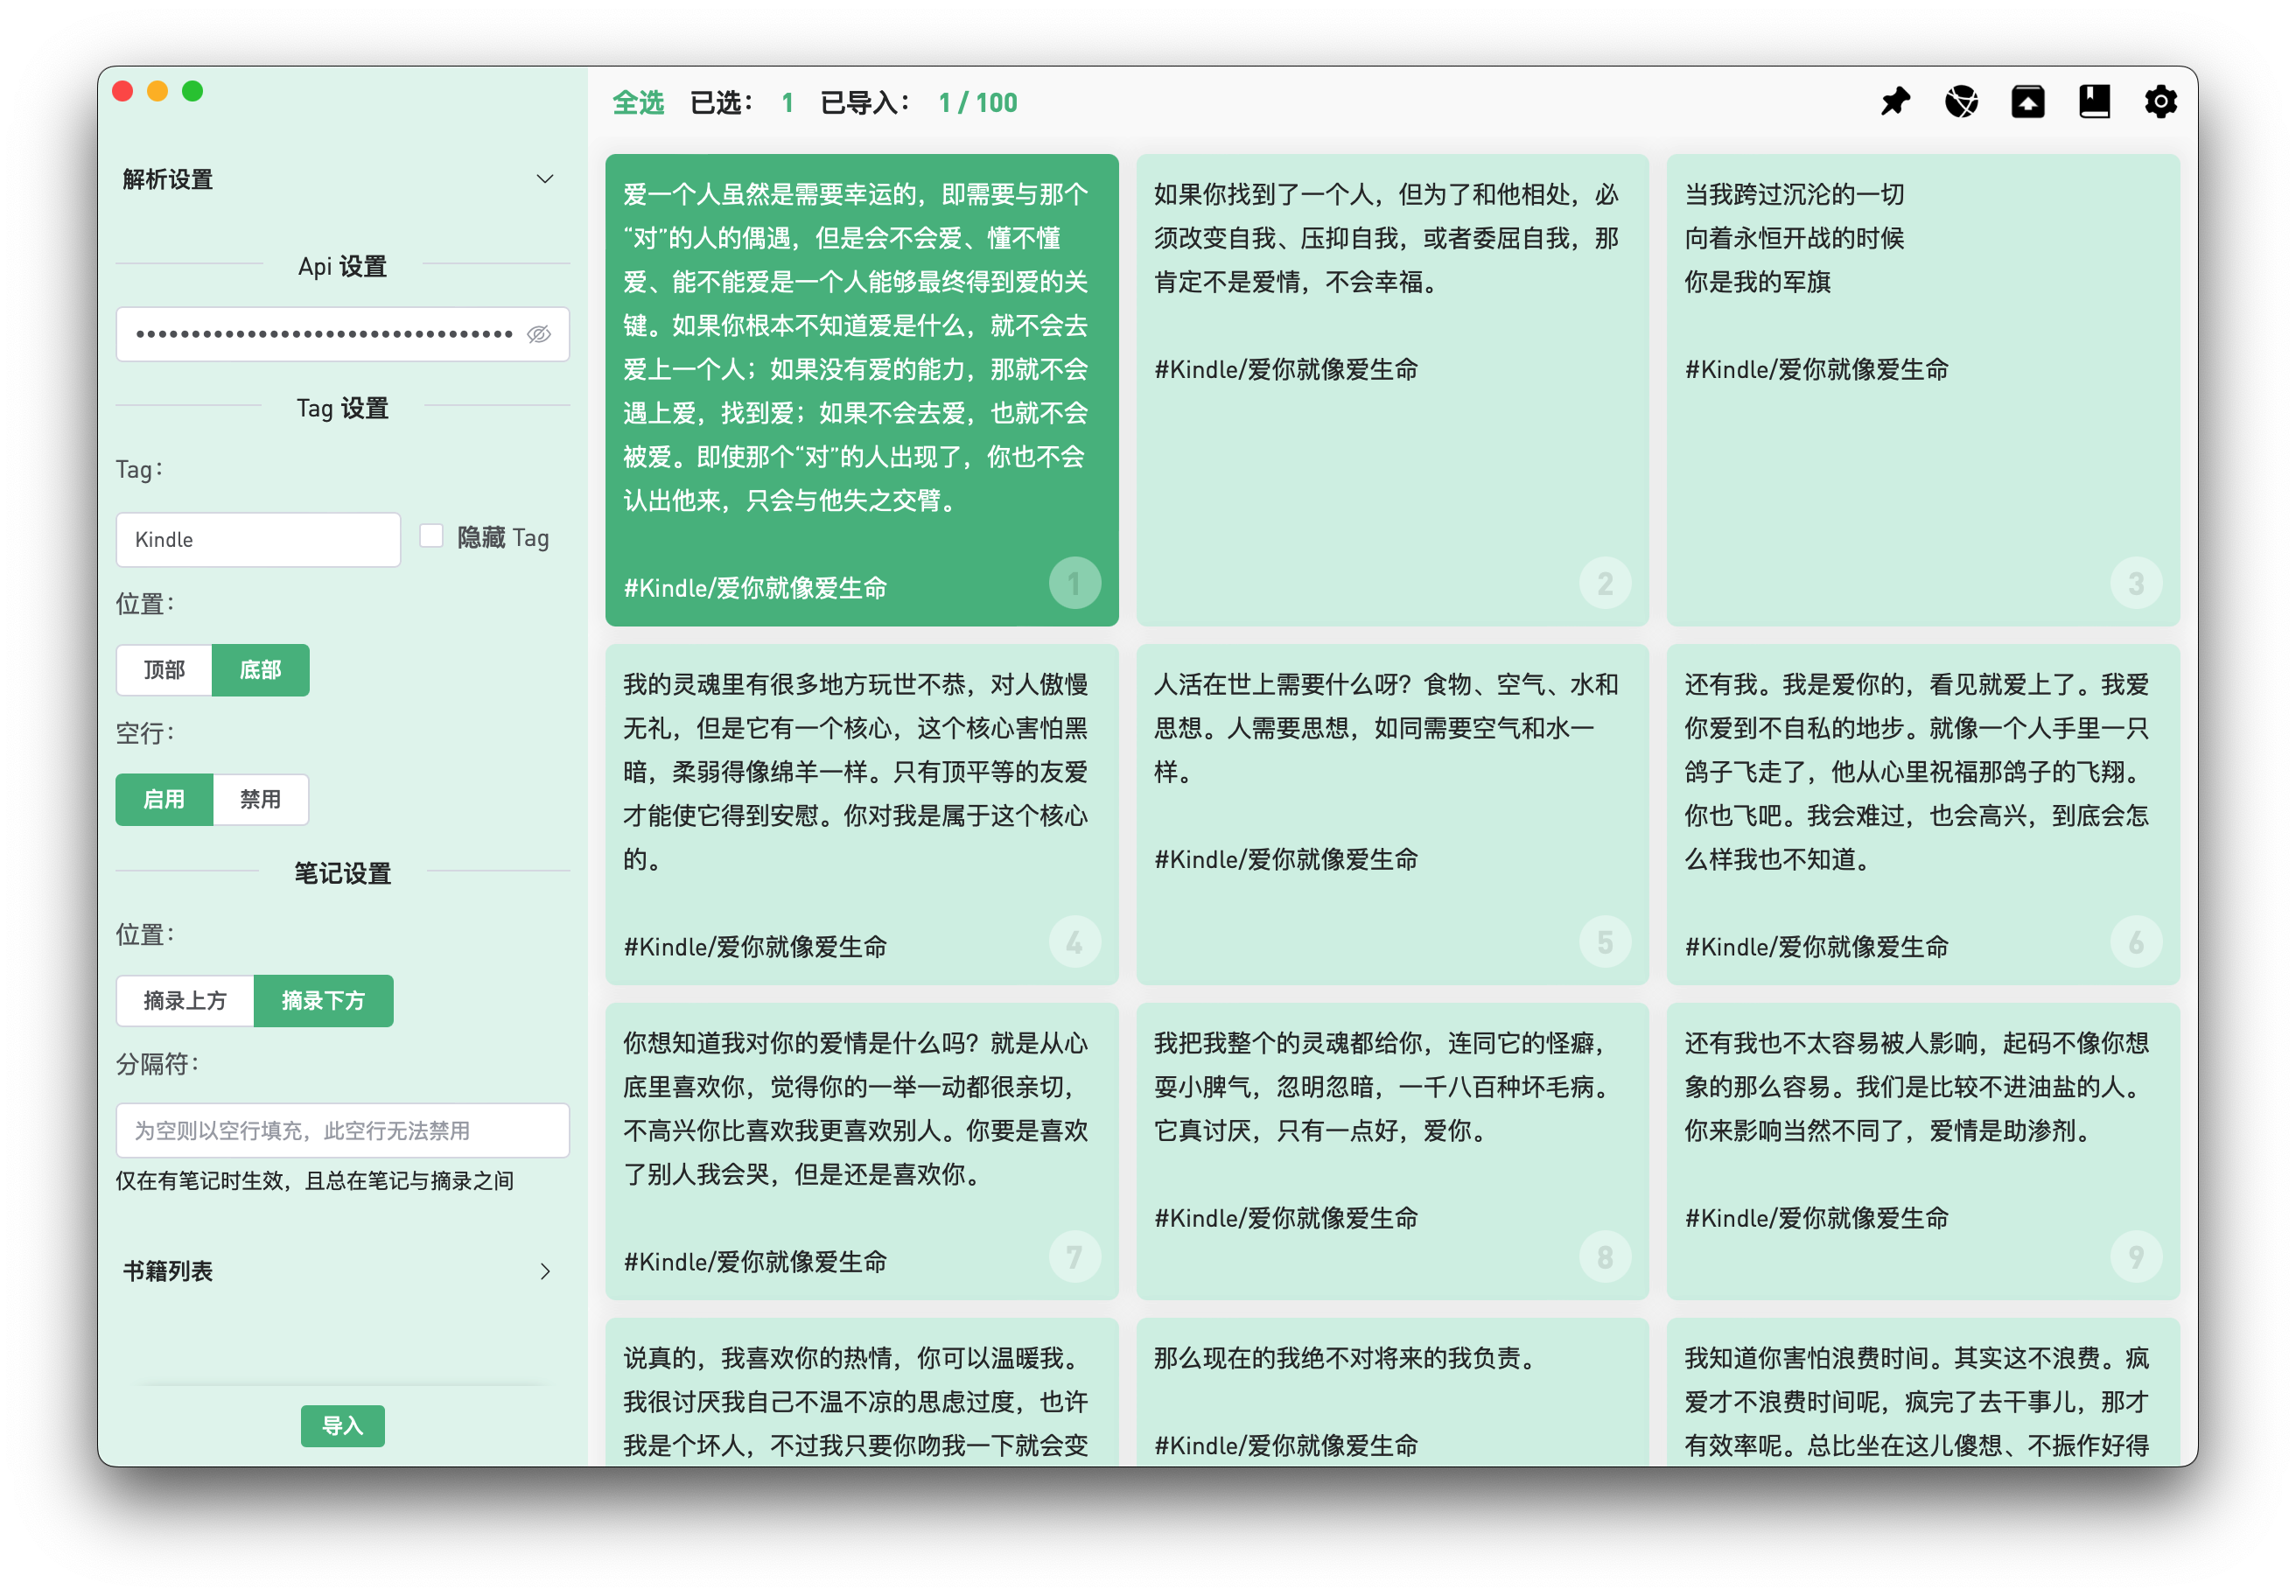 全选 已选： 1 已导入： 1 / 100
解析设置
Api 设置
••••••••••••••••••••••••••••••••••
Tag 设置
Tag：
Kindle
隐藏 Tag
位置：
顶部 底部
空行：
启用 禁用
笔记设置
位置：
摘录上方 摘录下方
分隔符：
为空则以空行填充，此空行无法禁用
仅在有笔记时生效，且总在笔记与摘录之间
书籍列表
导入
爱一个人虽然是需要幸运的，即需要与那个
“对”的人的偶遇，但是会不会爱、懂不懂
爱、能不能爱是一个人能够最终得到爱的关
键。如果你根本不知道爱是什么，就不会去
爱上一个人；如果没有爱的能力，那就不会
遇上爱，找到爱；如果不会去爱，也就不会
被爱。即使那个“对”的人出现了，你也不会
认出他来，只会与他失之交臂。
#Kindle/爱你就像爱生命
1
如果你找到了一个人，但为了和他相处，必
须改变自我、压抑自我，或者委屈自我，那
肯定不是爱情，不会幸福。
#Kindle/爱你就像爱生命
2
当我跨过沉沦的一切
向着永恒开战的时候
你是我的军旗
#Kindle/爱你就像爱生命
3
我的灵魂里有很多地方玩世不恭，对人傲慢
无礼，但是它有一个核心，这个核心害怕黑
暗，柔弱得像绵羊一样。只有顶平等的友爱
才能使它得到安慰。你对我是属于这个核心
的。
#Kindle/爱你就像爱生命
4
人活在世上需要什么呀？食物、空气、水和
思想。人需要思想，如同需要空气和水一
样。
#Kindle/爱你就像爱生命
5
还有我。我是爱你的，看见就爱上了。我爱
你爱到不自私的地步。就像一个人手里一只
鸽子飞走了，他从心里祝福那鸽子的飞翔。
你也飞吧。我会难过，也会高兴，到底会怎
么样我也不知道。
#Kindle/爱你就像爱生命
6
你想知道我对你的爱情是什么吗？就是从心
底里喜欢你，觉得你的一举一动都很亲切，
不高兴你比喜欢我更喜欢别人。你要是喜欢
了别人我会哭，但是还是喜欢你。
#Kindle/爱你就像爱生命
7
我把我整个的灵魂都给你，连同它的怪癖，
耍小脾气，忽明忽暗，一千八百种坏毛病。
它真讨厌，只有一点好，爱你。
#Kindle/爱你就像爱生命
8
还有我也不太容易被人影响，起码不像你想
象的那么容易。我们是比较不进油盐的人。
你来影响当然不同了，爱情是助渗剂。
#Kindle/爱你就像爱生命
9
说真的，我喜欢你的热情，你可以温暖我。
我很讨厌我自己不温不凉的思虑过度，也许
我是个坏人，不过我只要你吻我一下就会变
那么现在的我绝不对将来的我负责。
#Kindle/爱你就像爱生命
我知道你害怕浪费时间。其实这不浪费。疯
爱才不浪费时间呢，疯完了去干事儿，那才
有效率呢。总比坐在这儿傻想、不振作好得